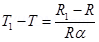 T₁ − T = (R₁ − R) / (Rα)